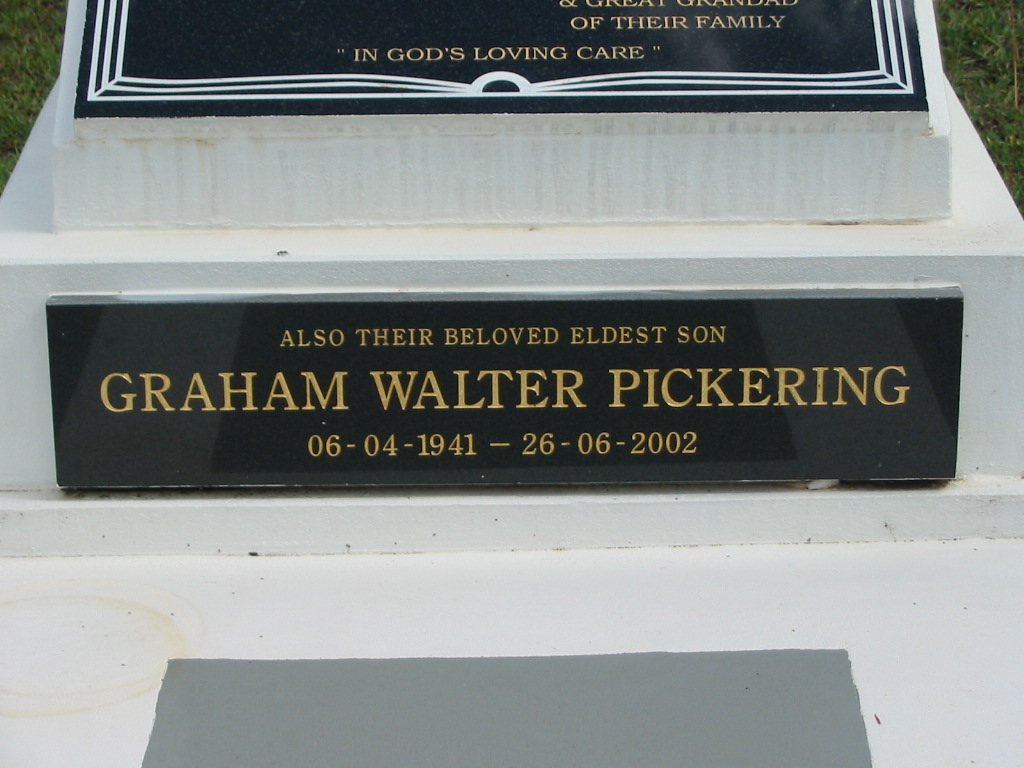 & GREAT GRANDAD
OF THEIR FAMILY
" IN GOD'S LOVING CARE "
ALSO THEIR BELOVED ELDEST SON
GRAHAM WALTER PICKERING
06-04-1941 – 26-06-2002